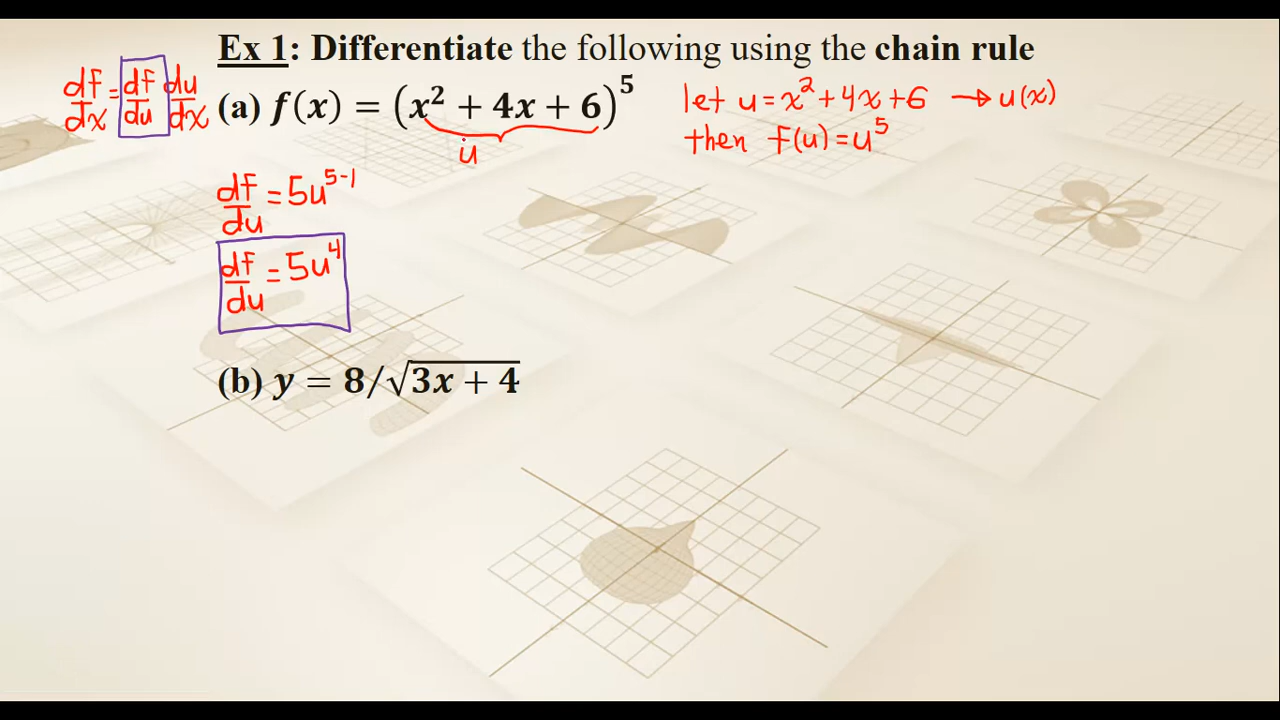 Ex 1: Differentiate the following using the chain rule
df/dx = df/du du/dx
(a) f(x) = (x² + 4x + 6)⁵
u
let u = x² + 4x + 6 → u(x)
then f(u) = u⁵
df/du = 5u⁵⁻¹
df/du = 5u⁴
(b) y = 8/√(3x + 4)